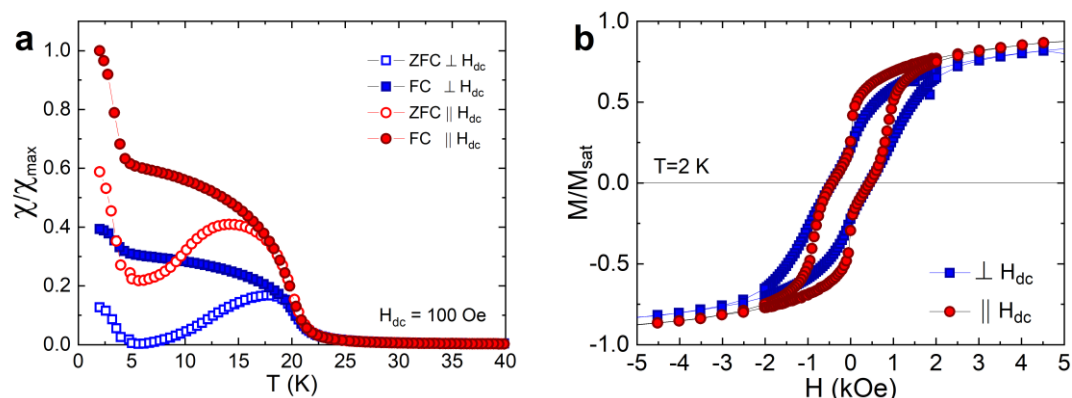 a
χ/χmax
1.0
0.8
0.6
0.4
0.2
0.0
ZFC ⊥ Hdc
FC ⊥ Hdc
ZFC || Hdc
FC || Hdc
Hdc = 100 Oe
0 5 10 15 20 25 30 35 40
T (K)
b
M/Msat
1.0
0.5
0.0
-0.5
-1.0
T=2 K
⊥ Hdc
|| Hdc
-5 -4 -3 -2 -1 0 1 2 3 4 5
H (kOe)